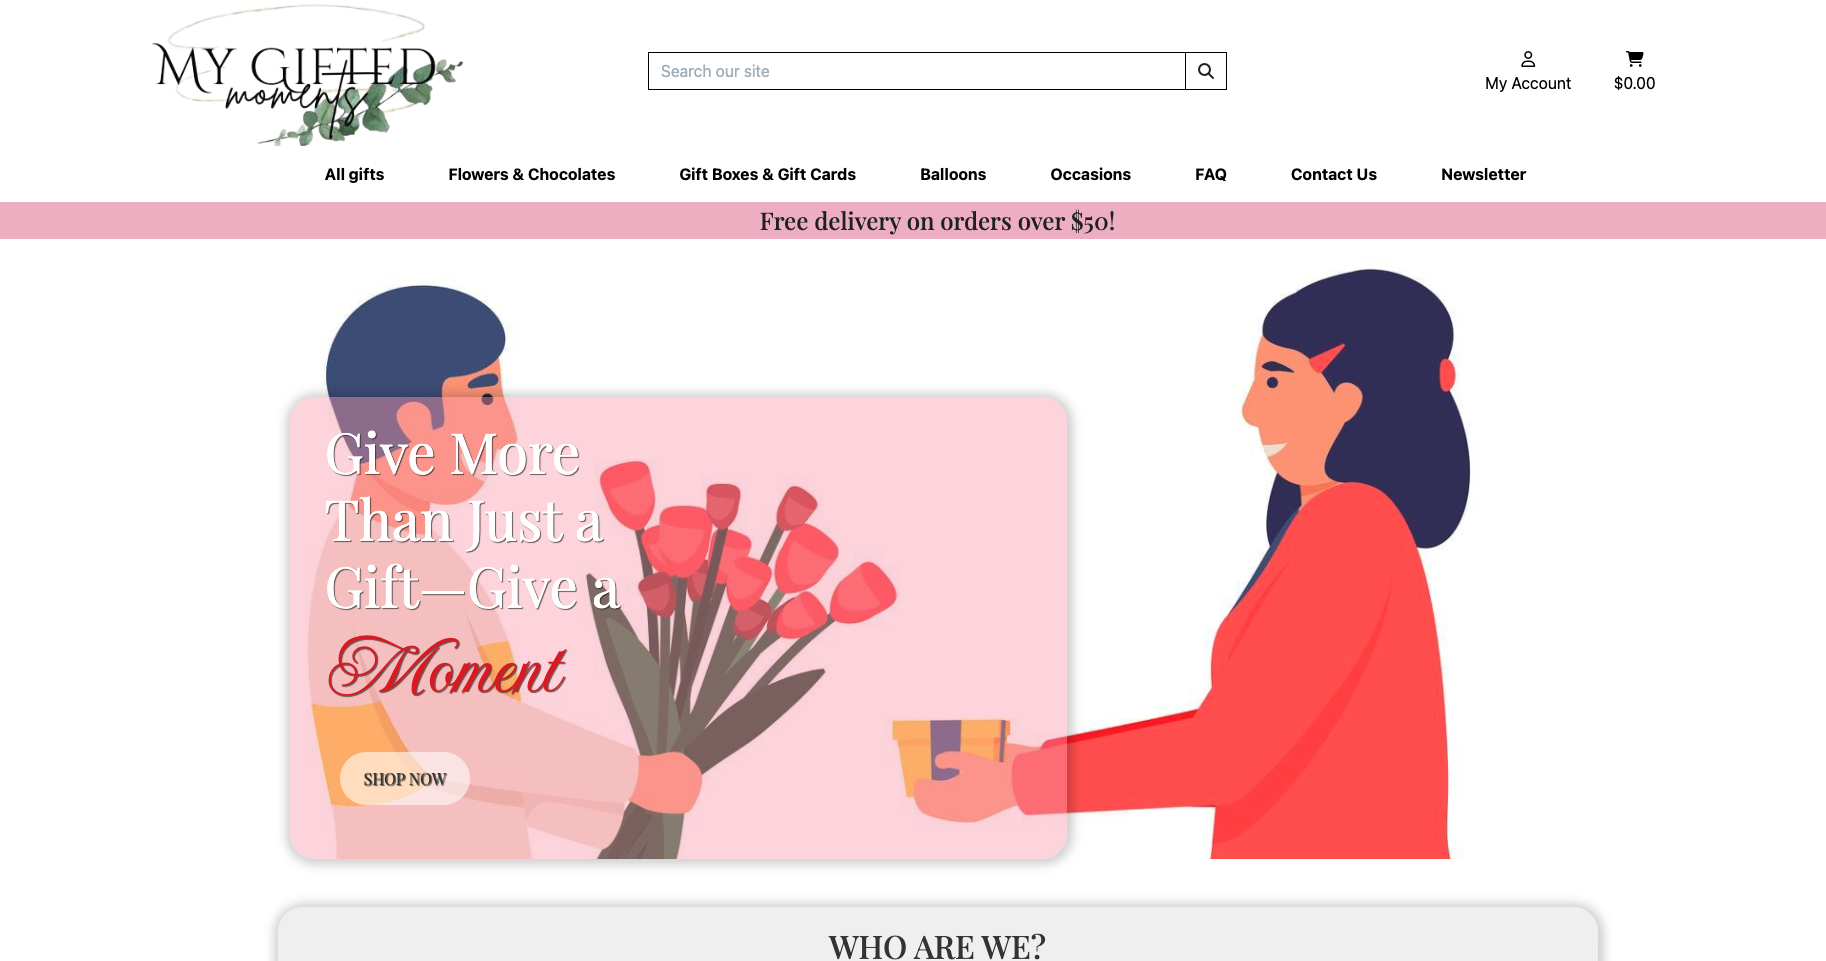 MY GIFTED
moments
Search our site
My Account
$0.00
All gifts
Flowers & Chocolates
Gift Boxes & Gift Cards
Balloons
Occasions
FAQ
Contact Us
Newsletter
Free delivery on orders over $50!
Give More
Than Just a
Gift—Give a
Moment
SHOP NOW
WHO ARE WE?